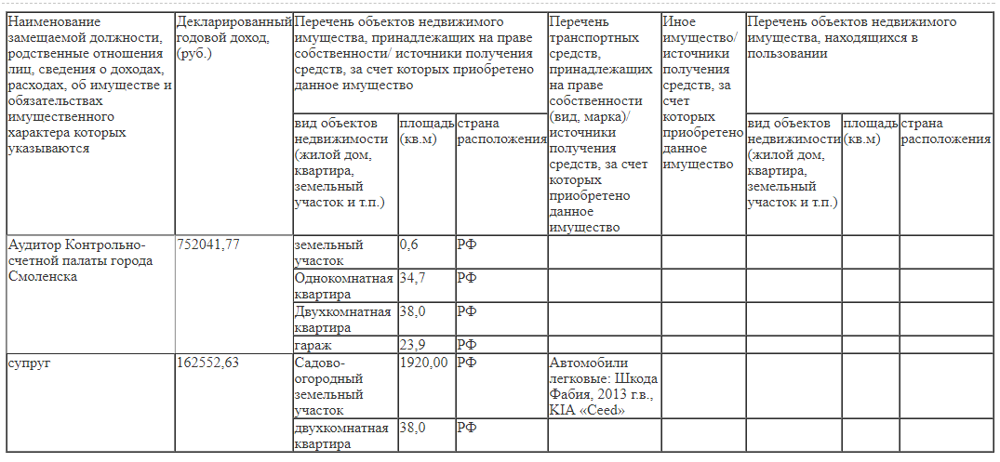 Наименование
замещаемой должности,
родственные отношения
лиц, сведения о доходах,
расходах, об имуществе и
обязательствах
имущественного
характера которых
указываются
Декларированный
годовой доход,
(руб.)
Перечень объектов недвижимого
имущества, принадлежащих на праве
собственности/ источники получения
средств, за счет которых приобретено
данное имущество
Перечень
транспортных
средств,
принадлежащих
на праве
собственности
(вид, марка)/
источники
получения
средств, за счет
которых
приобретено
данное
имущество
Иное
имущество/
источники
получения
средств, за
счет
которых
приобретено
данное
имущество
Перечень объектов недвижимого
имущества, находящихся в
пользовании
вид объектов
недвижимости
(жилой дом,
квартира,
земельный
участок и т.п.)
площадь
(кв.м)
страна
расположения
вид объектов
недвижимости
(жилой дом,
квартира,
земельный
участок и т.п.)
площадь
(кв.м)
страна
расположения
Аудитор Контрольно-
счетной палаты города
Смоленска
752041,77
земельный
участок
0,6
РФ
Однокомнатная
квартира
34,7
РФ
Двухкомнатная
квартира
38,0
РФ
гараж
23,9
РФ
супруг
162552,63
Садово-
огородный
земельный
участок
1920,00
РФ
Автомобили
легковые: Шкода
Фабия, 2013 г.в.,
KIA «Ceed»
двухкомнатная
квартира
38,0
РФ